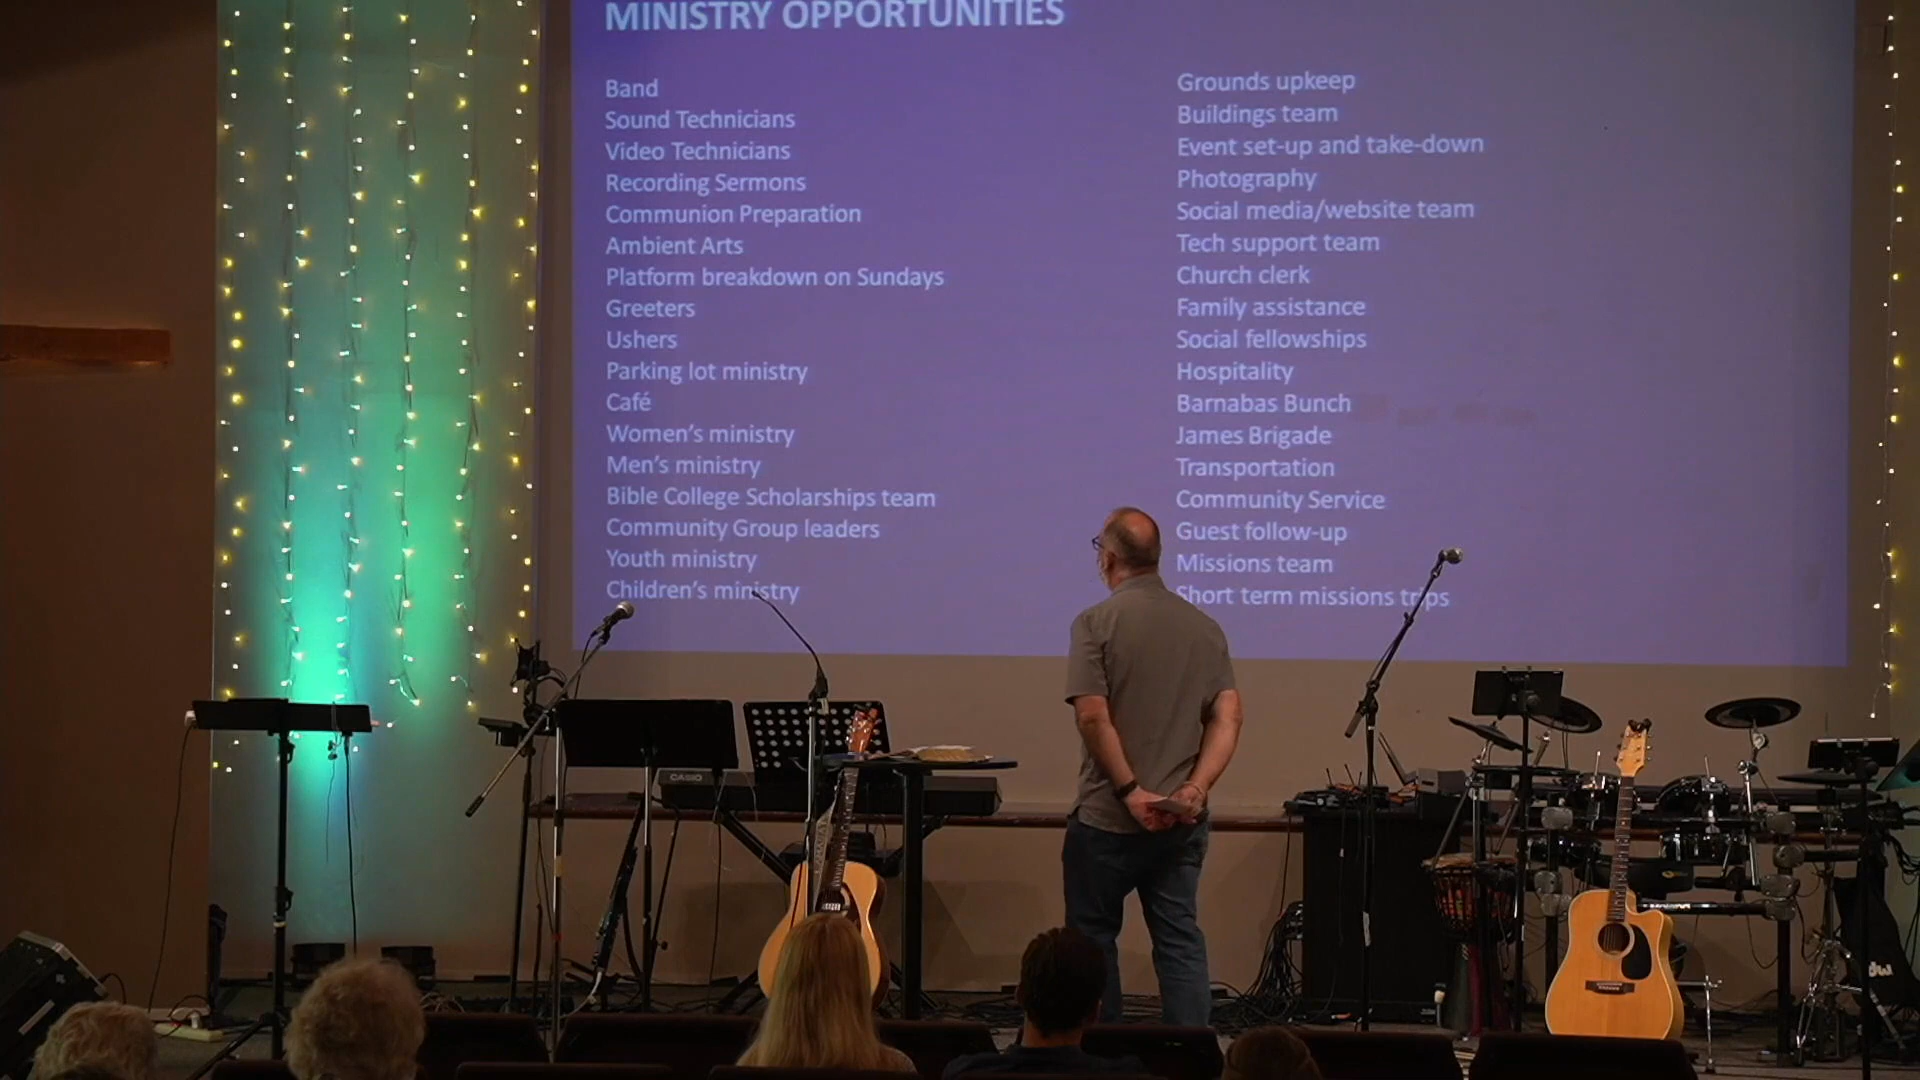 MINISTRY OPPORTUNITIES
Band
Sound Technicians
Video Technicians
Recording Sermons
Communion Preparation
Ambient Arts
Platform breakdown on Sundays
Greeters
Ushers
Parking lot ministry
Café
Women's ministry
Men's ministry
Bible College Scholarships team
Community Group leaders
Youth ministry
Children's ministry
Grounds upkeep
Buildings team
Event set-up and take-down
Photography
Social media/website team
Tech support team
Church clerk
Family assistance
Social fellowships
Hospitality
Barnabas Bunch
James Brigade
Transportation
Community Service
Guest follow-up
Missions team
Short term missions trips
CASIO
dw